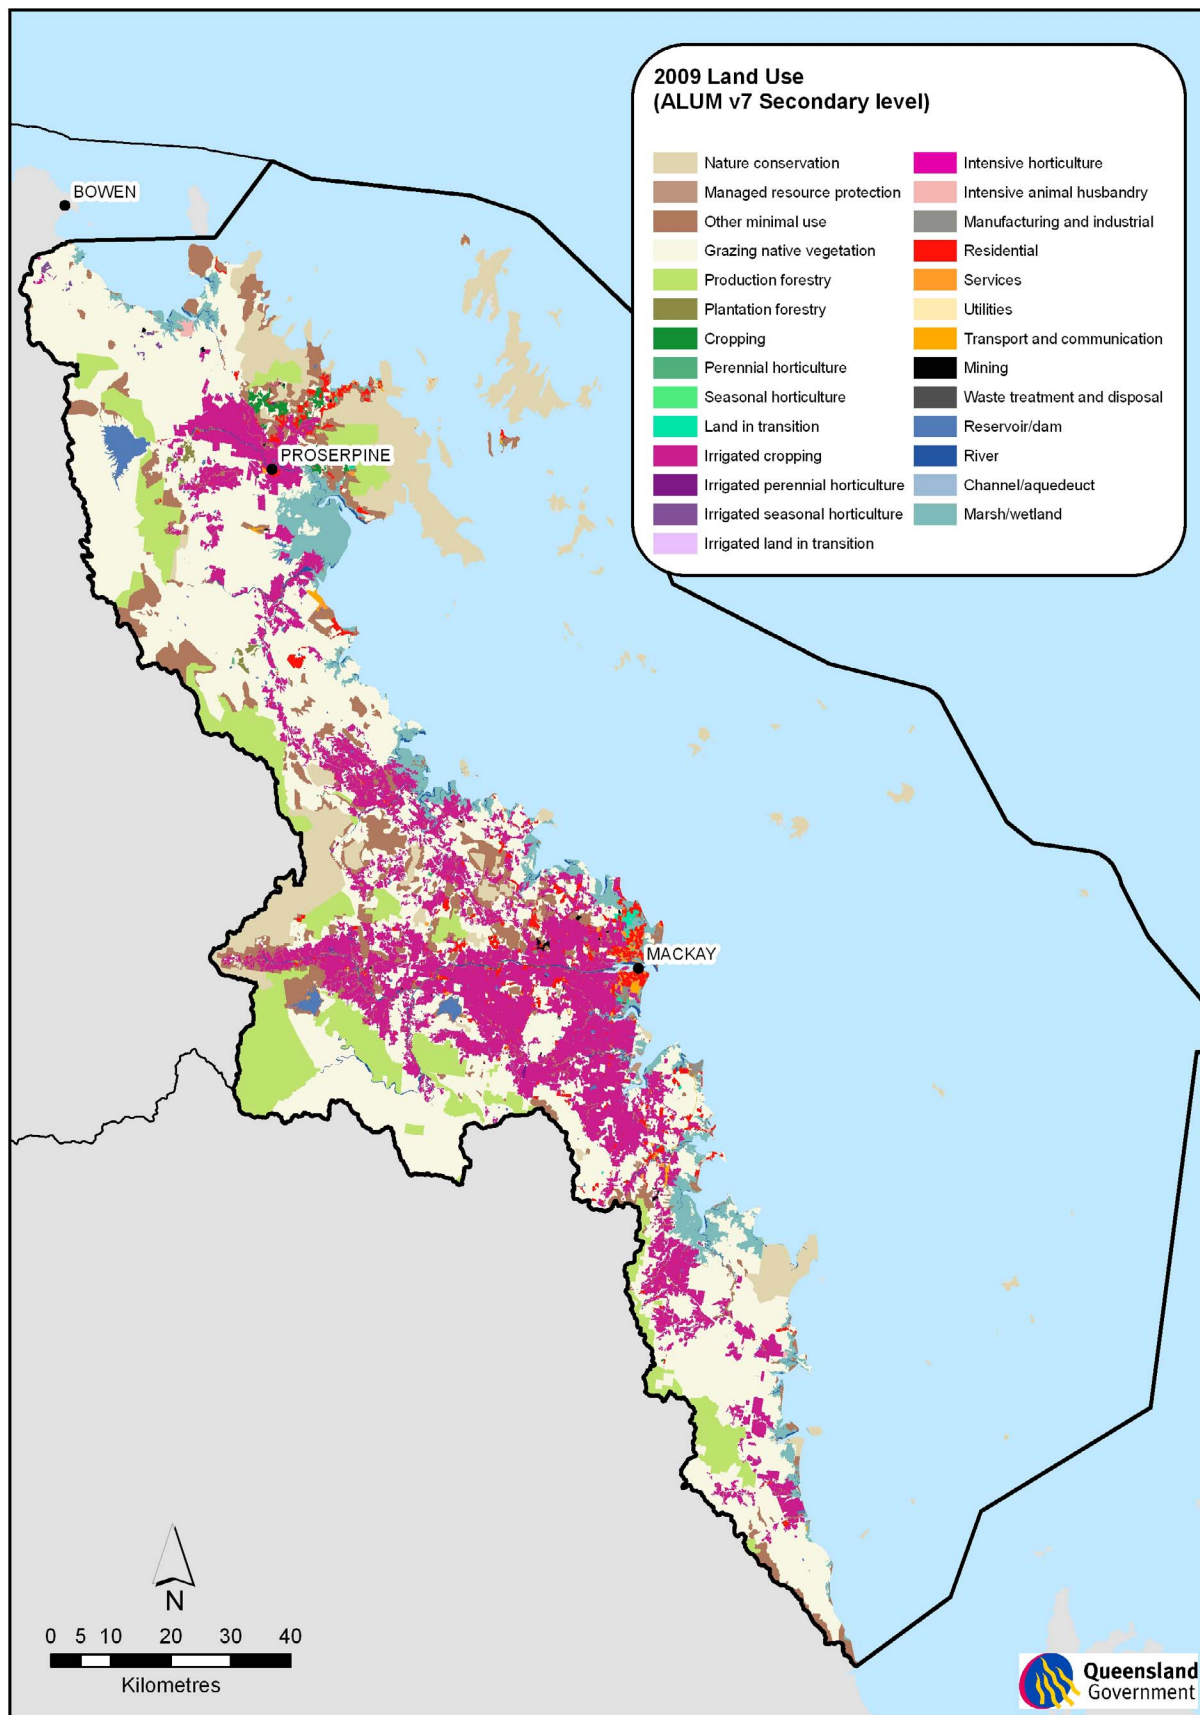 2009 Land Use
(ALUM v7 Secondary level)
Nature conservation
Managed resource protection
Other minimal use
Grazing native vegetation
Production forestry
Plantation forestry
Cropping
Perennial horticulture
Seasonal horticulture
Land in transition
Irrigated cropping
Irrigated perennial horticulture
Irrigated seasonal horticulture
Irrigated land in transition
Intensive horticulture
Intensive animal husbandry
Manufacturing and industrial
Residential
Services
Utilities
Transport and communication
Mining
Waste treatment and disposal
Reservoir/dam
River
Channel/aquedeuct
Marsh/wetland
BOWEN
PROSERPINE
MACKAY
N
0 5 10 20 30 40
Kilometres
Queensland
Government